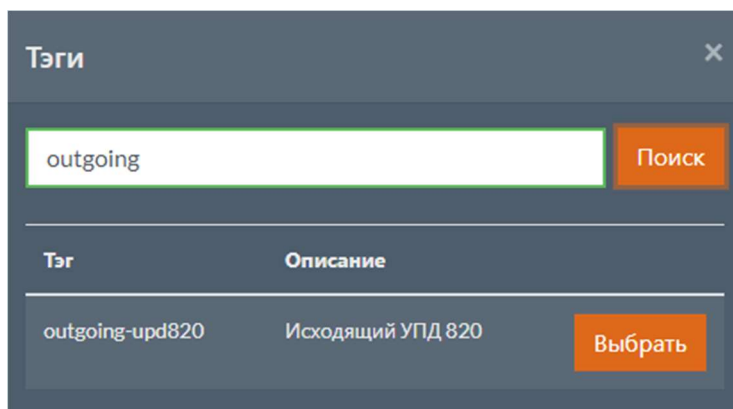 Тэги ×
outgoing Поиск
Тэг Описание
outgoing-upd820 Исходящий УПД 820 Выбрать